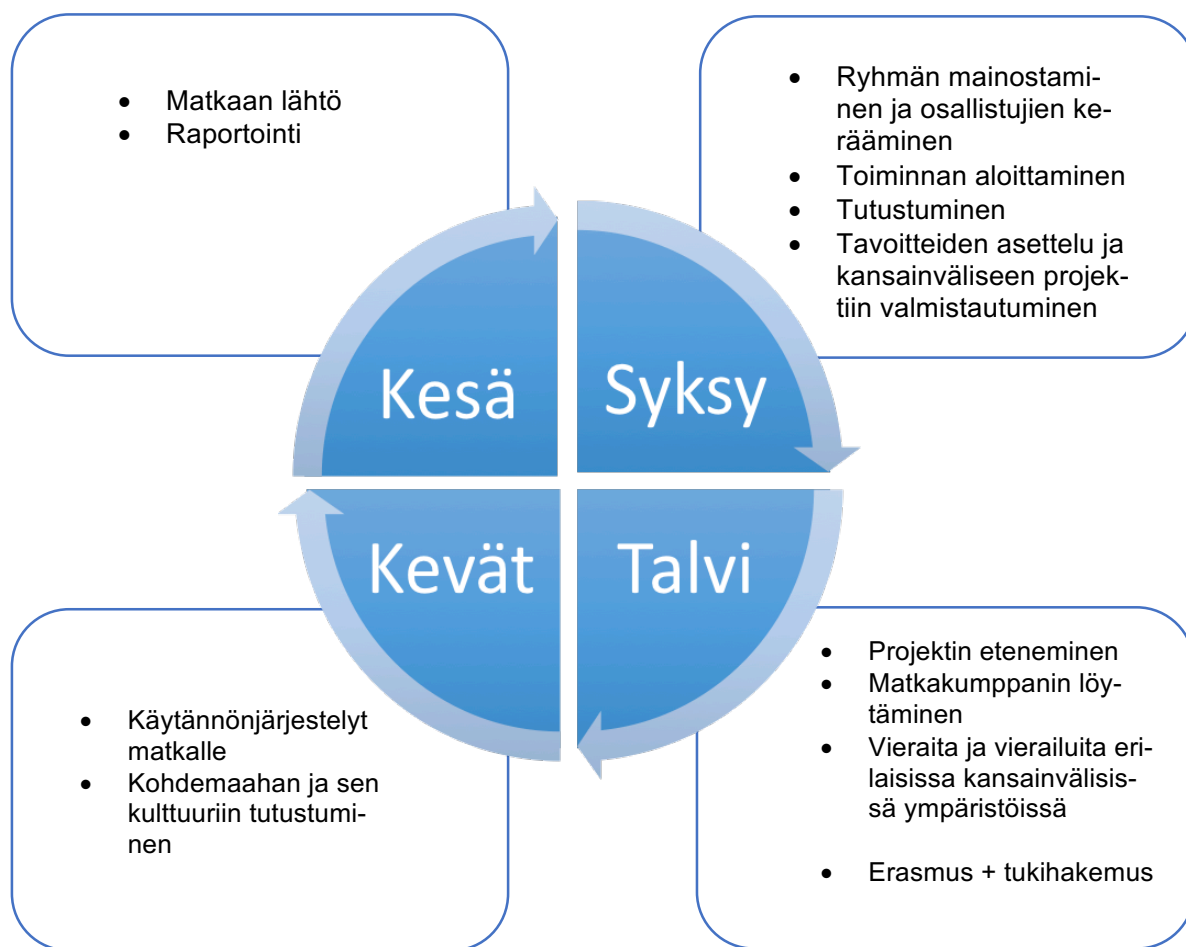 • Matkaan lähtö
• Raportointi
• Ryhmän mainostami-
nen ja osallistujien ke-
rääminen
• Toiminnan aloittaminen
• Tutustuminen
• Tavoitteiden asettelu ja
kansainväliseen projek-
tiin valmistautuminen
Kesä
Syksy
Kevät
Talvi
• Käytännönjärjestelyt
matkalle
• Kohdemaahan ja sen
kulttuuriin tutustumi-
nen
• Projektin eteneminen
• Matkakumppanin löy-
täminen
• Vieraita ja vierailuita eri-
laisissa kansainvälisis-
sä ympäristöissä
• Erasmus + tukihakemus